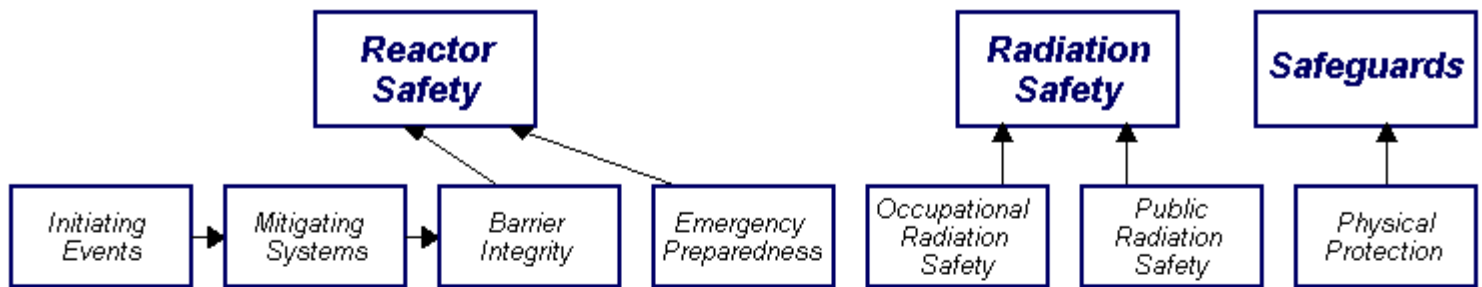 Reactor
Safety
Radiation
Safety
Safeguards
Initiating
Events
Mitigating
Systems
Barrier
Integrity
Emergency
Preparedness
Occupational
Radiation
Safety
Public
Radiation
Safety
Physical
Protection